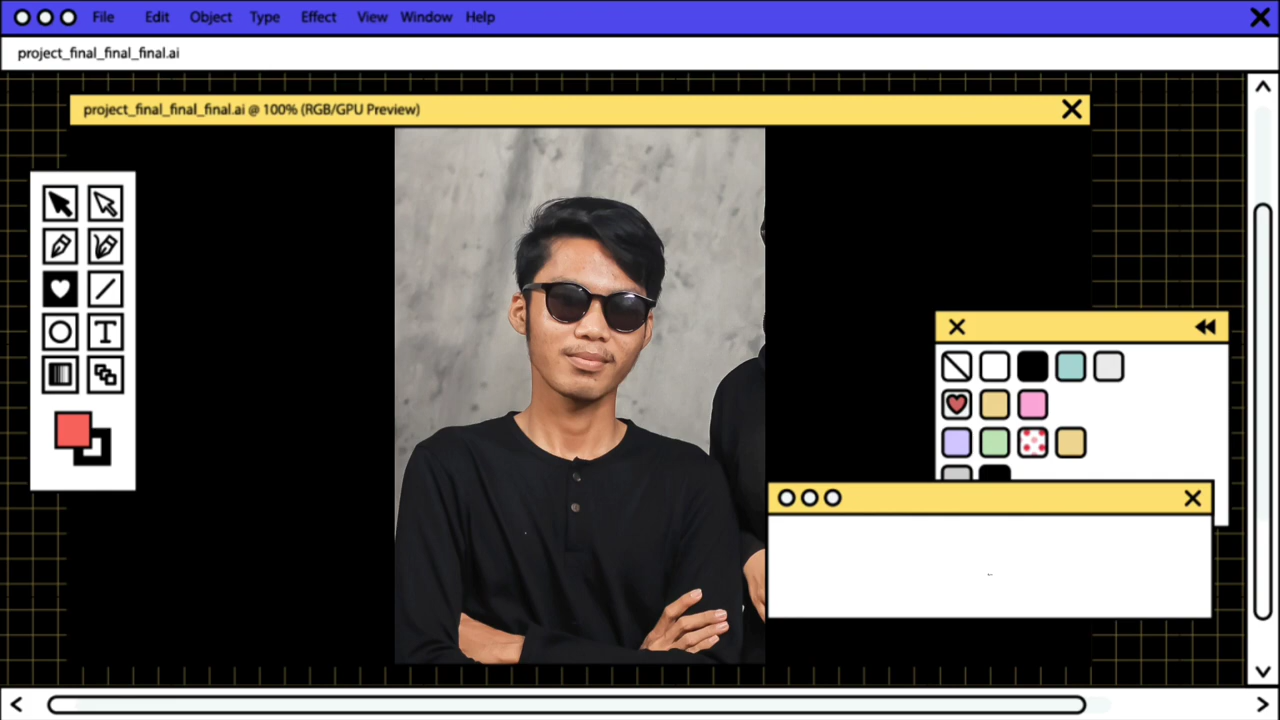 File Edit Object Type Effect View Window Help
project_final_final_final.ai
project_final_final_final.ai @ 100% (RGB/GPU Preview)
T